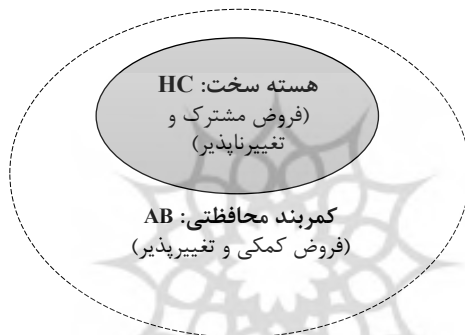 هسته سخت: HC
(فروض مشترک و
تغییرناپذیر)
کمربند محافظتی: AB
(فروض کمکی و تغییرپذیر)